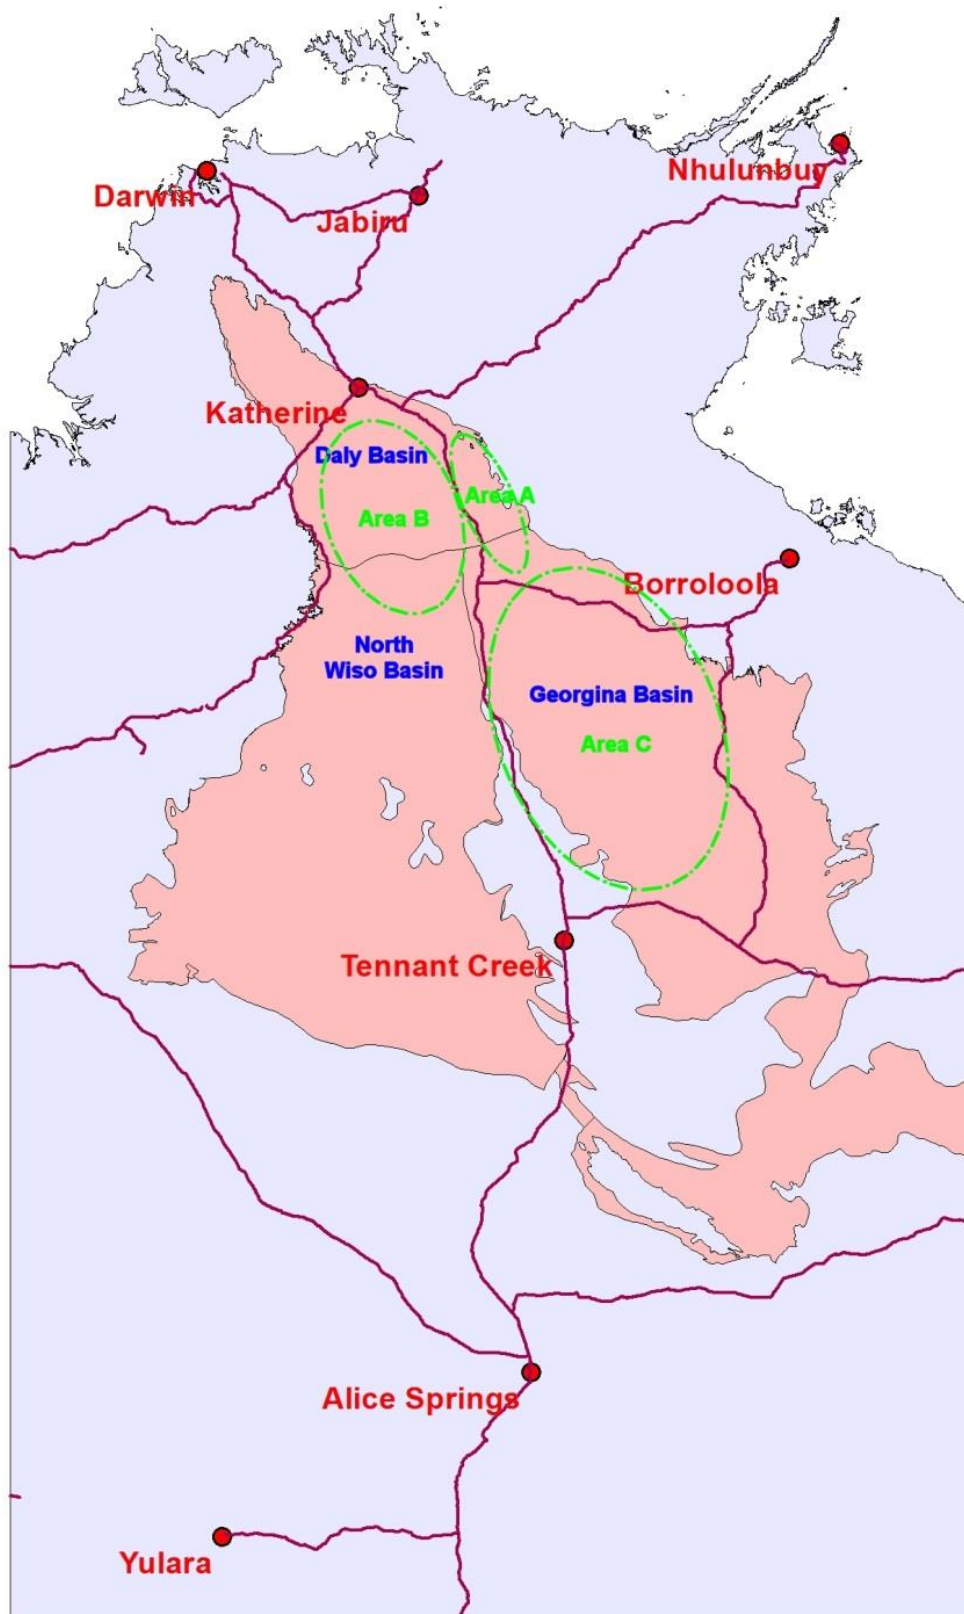 Nhulunbuy
Darwin
Jabiru
Katherine
Daly Basin
Area A
Area B
Borroloola
North
Wiso Basin
Georgina Basin
Area C
Tennant Creek
Alice Springs
Yulara